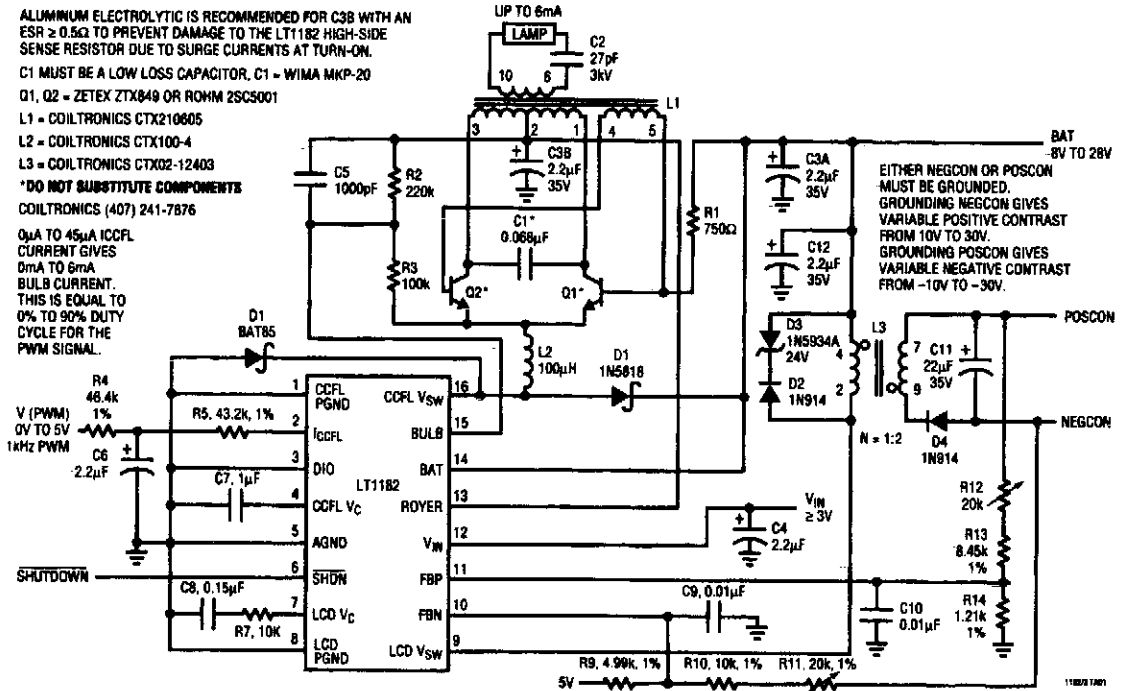 ALUMINUM ELECTROLYTIC IS RECOMMENDED FOR C3B WITH AN
ESR ≥ 0.5Ω TO PREVENT DAMAGE TO THE LT1182 HIGH-SIDE
SENSE RESISTOR DUE TO SURGE CURRENTS AT TURN-ON.
C1 MUST BE A LOW LOSS CAPACITOR, C1 = WIMA MKP-20
Q1, Q2 = ZETEX ZTX849 OR ROHM 2SC5001
L1 = COILTRONICS CTX210605
L2 = COILTRONICS CTX100-4
L3 = COILTRONICS CTX02-12403
*DO NOT SUBSTITUTE COMPONENTS
COILTRONICS (407) 241-7876
0µA TO 45µA ICCFL
CURRENT GIVES
0mA TO 6mA
BULB CURRENT.
THIS IS EQUAL TO
0% TO 90% DUTY
CYCLE FOR THE
PWM SIGNAL.
UP TO 6mA
LAMP
C2
27pF
3kV
10
6
L1
3
2
1
4
5
C5
1000pF
R2
220k
R3
100k
C3B
2.2µF
35V
C1*
0.068µF
Q2*
Q1*
R1
750Ω
C3A
2.2µF
35V
C12
2.2µF
35V
BAT
8V TO 28V
EITHER NEGCON OR POSCON
MUST BE GROUNDED.
GROUNDING NEGCON GIVES
VARIABLE POSITIVE CONTRAST
FROM 10V TO 30V.
GROUNDING POSCON GIVES
VARIABLE NEGATIVE CONTRAST
FROM –10V TO –30V.
D1
BAT85
L2
100µH
D1
1N5818
D3
1N5934A
24V
D2
1N914
4
2
L3
7
9
N = 1:2
C11
22µF
35V
D4
1N914
POSCON
NEGCON
R4
46.4k
1%
V (PWM)
0V TO 5V
1kHz PWM
C6
2.2µF
R5, 43.2k, 1%
C7, 1µF
SHUTDOWN
C8, 0.15µF
R7, 10K
LT1182
1 CCFL PGND
2 ICCFL
3 DIO
4 CCFL VC
5 AGND
6 SHDN
7 LCD VC
8 LCD PGND
16 CCFL VSW
15 BULB
14 BAT
13 ROYER
12 VIN
11 FBP
10 FBN
9 LCD VSW
VIN
≥ 3V
C4
2.2µF
C9, 0.01µF
C10
0.01µF
R12
20k
R13
8.45k
1%
R14
1.21k
1%
5V
R9, 4.99k, 1%
R10, 10k, 1%
R11, 20k, 1%